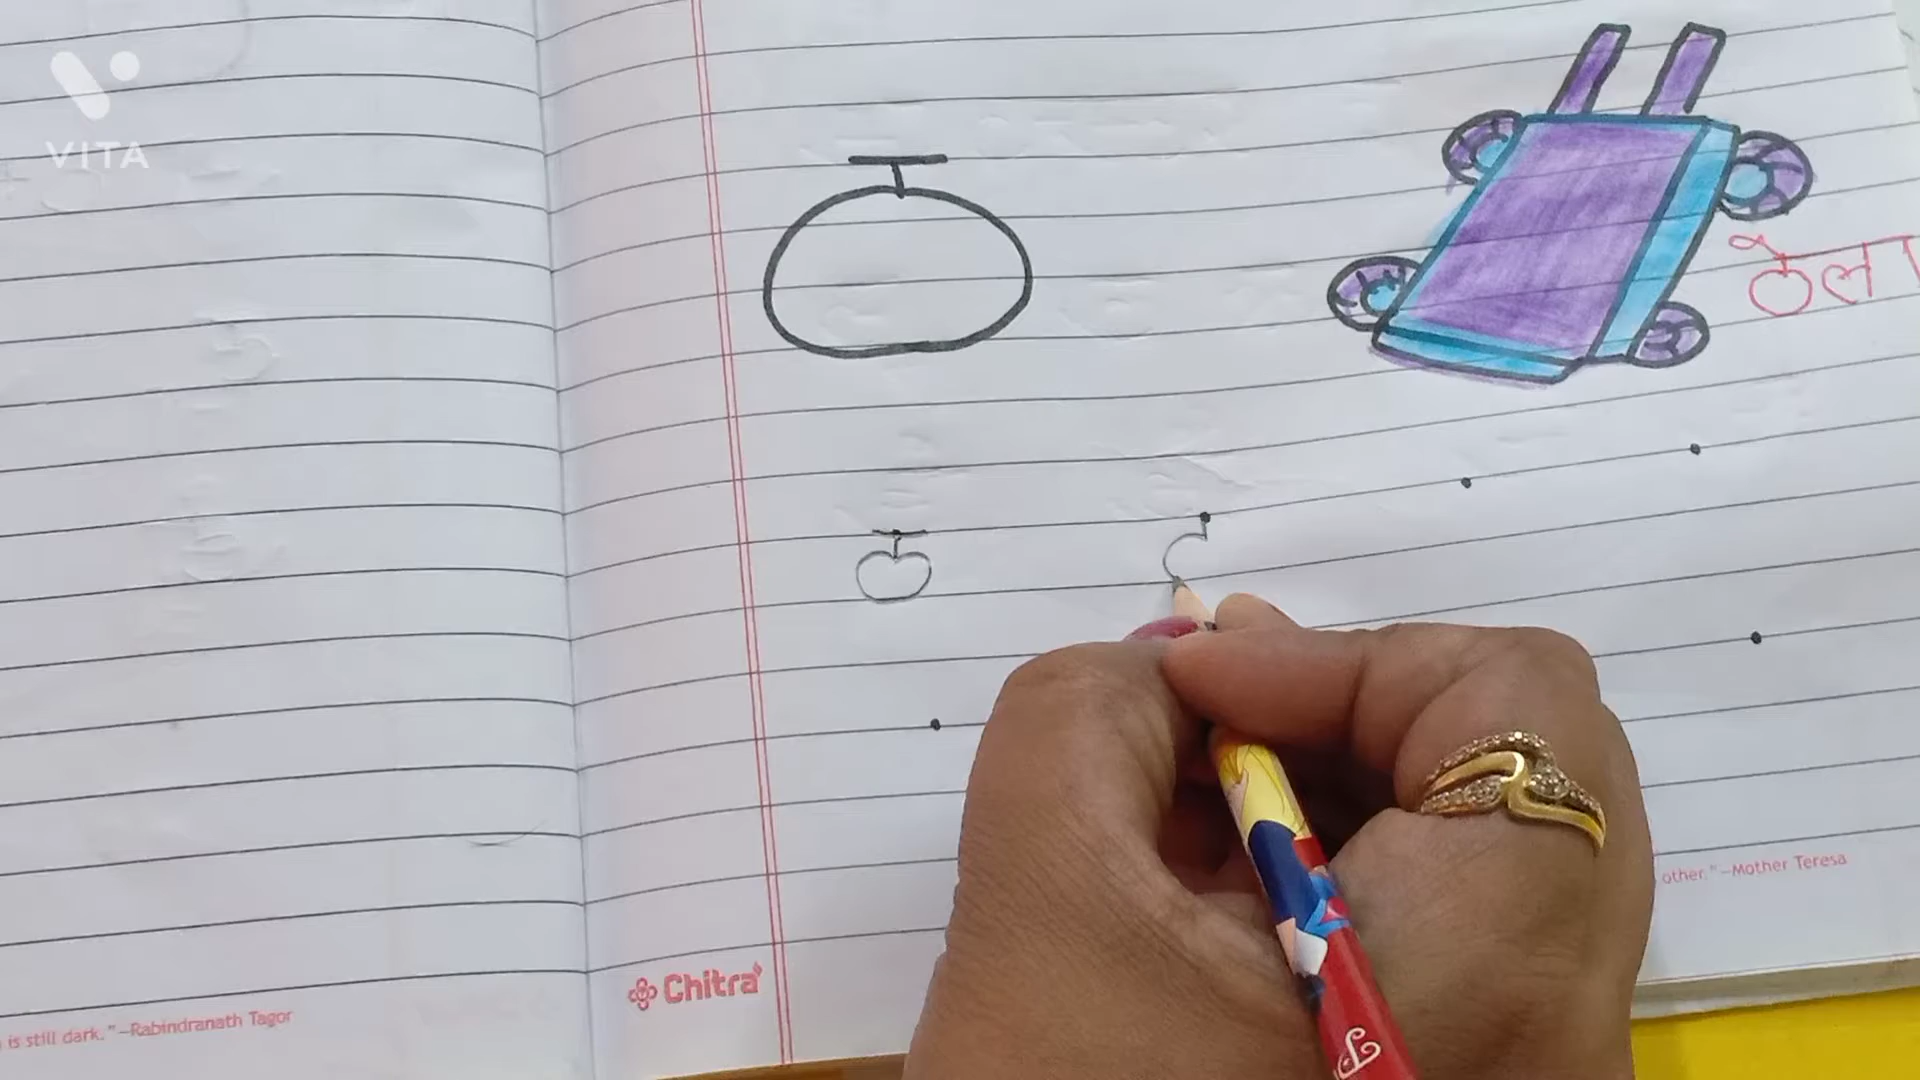 VITA
ठ
ठेला
ठ
other." –Mother Teresa
Chitra
is still dark." –Rabindranath Tagor